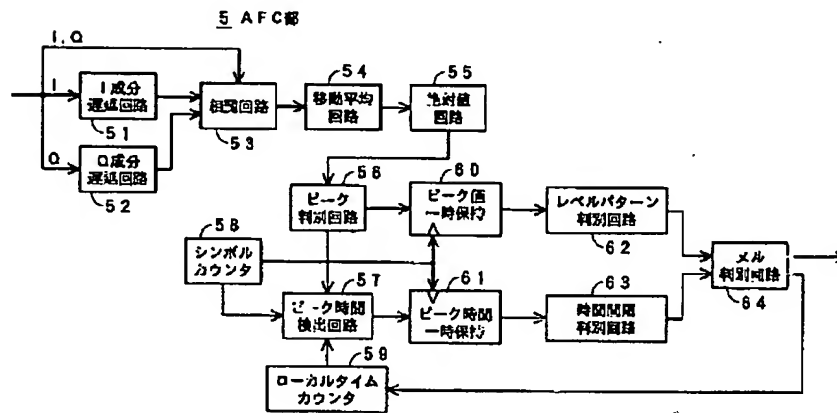 5 AFC部
I,Q
I
Q
I成分
遅延回路
51
Q成分
遅延回路
52
相関回路
53
54
移動平均
回路
55
絶対値
回路
56
ピーク
判別回路
60
ピーク値
一時保持
レベルパターン
判別回路
62
58
シンボル
カウンタ
57
ピーク時間
検出回路
61
ピーク時間
一時保持
63
時間間隔
判別回路
判別回路
64
59
ローカルタイム
カウンタ